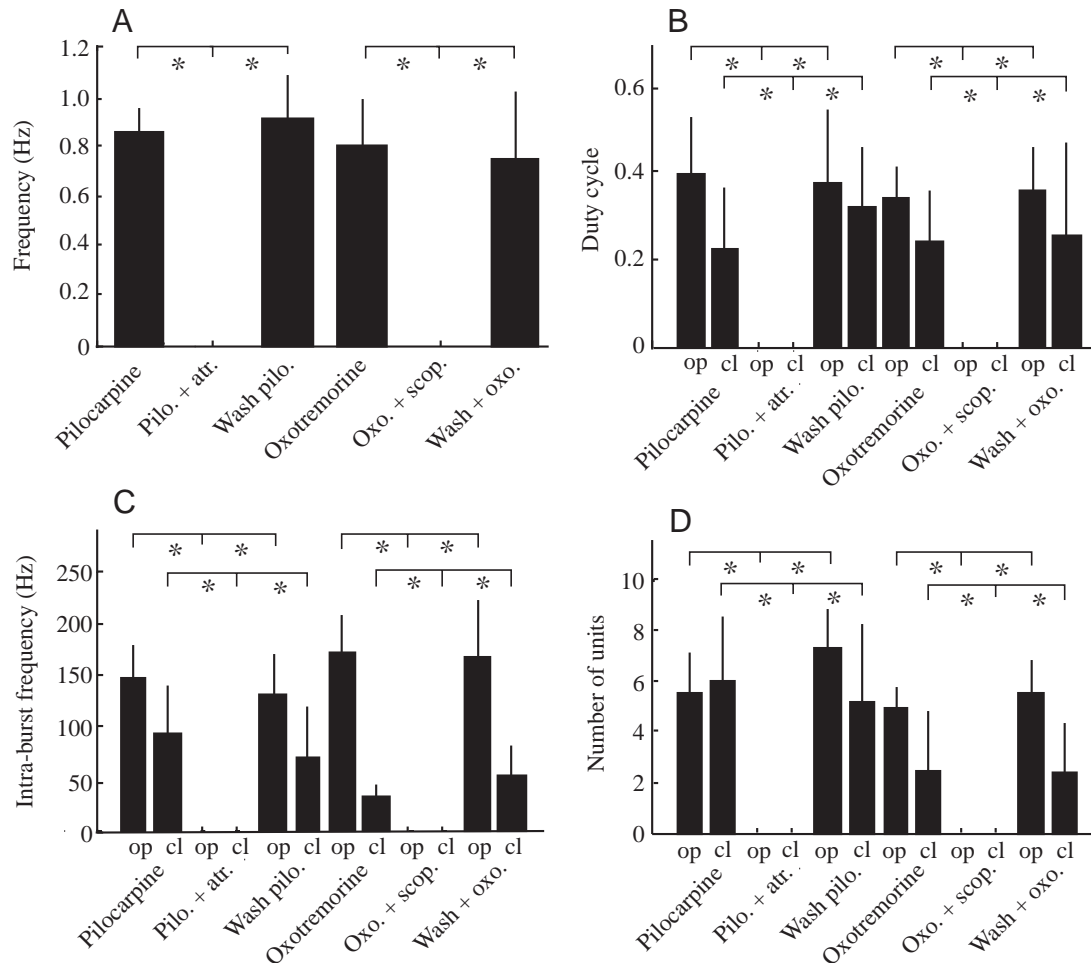 A
1.2
1.0
0.8
0.6
0.4
0.2
0
Frequency (Hz)
* * * *
Pilocarpine
Pilo. + atr.
Wash pilo.
Oxotremorine
Oxo. + scop.
Wash + oxo.
B
0.6
0.4
0.2
0
Duty cycle
* * * *
* * * *
op cl op cl op cl op cl op cl op cl
Pilocarpine
Pilo. + atr.
Wash pilo.
Oxotremorine
Oxo. + scop.
Wash + oxo.
C
250
200
150
100
50
0
Intra-burst frequency (Hz)
* * * *
* * * *
op cl op cl op cl op cl op cl op cl
Pilocarpine
Pilo. + atr.
Wash pilo.
Oxotremorine
Oxo. + scop.
Wash + oxo.
D
10
8
6
4
2
0
Number of units
* * * *
* * * *
op cl op cl op cl op cl op cl op cl
Pilocarpine
Pilo. + atr.
Wash pilo.
Oxotremorine
Oxo. + scop.
Wash + oxo.